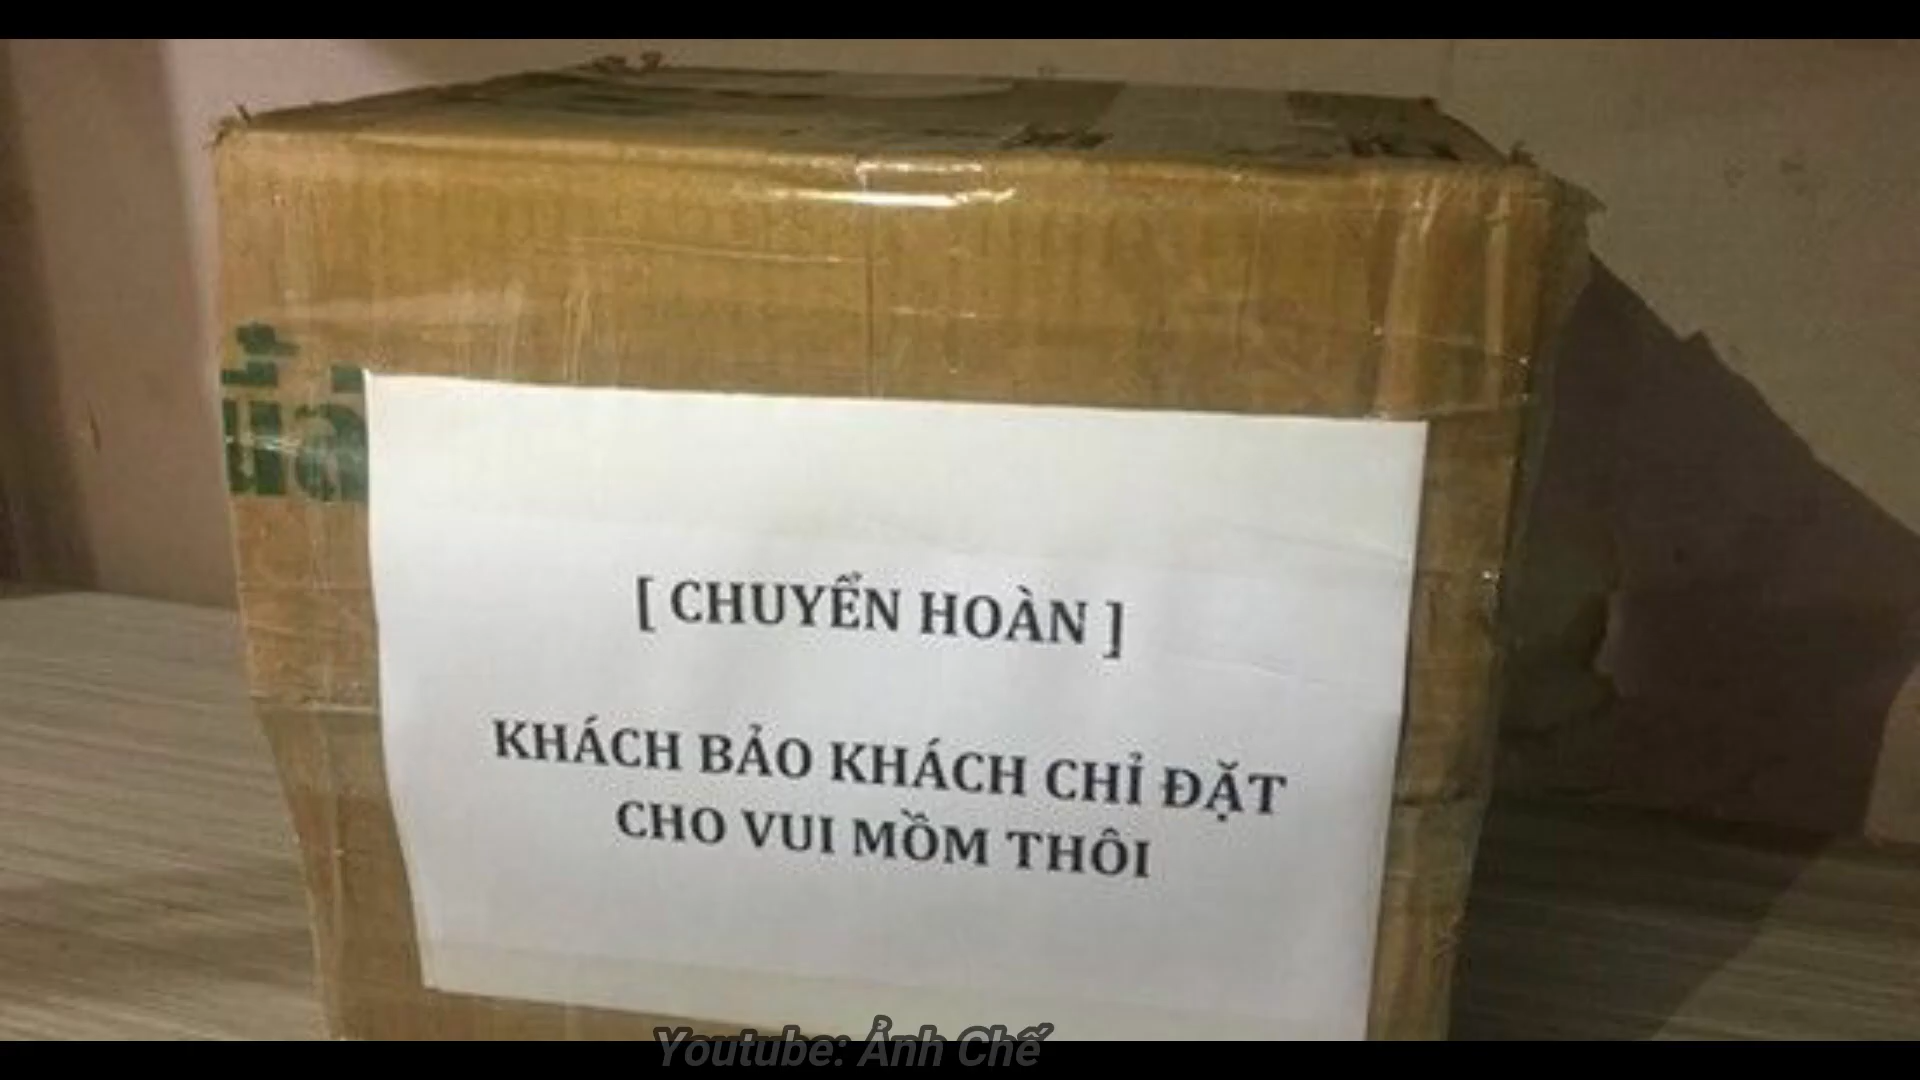 [ CHUYỂN HOÀN ]
KHÁCH BẢO KHÁCH CHỈ ĐẶT
CHO VUI MỒM THÔI
Youtube: Ảnh Chế